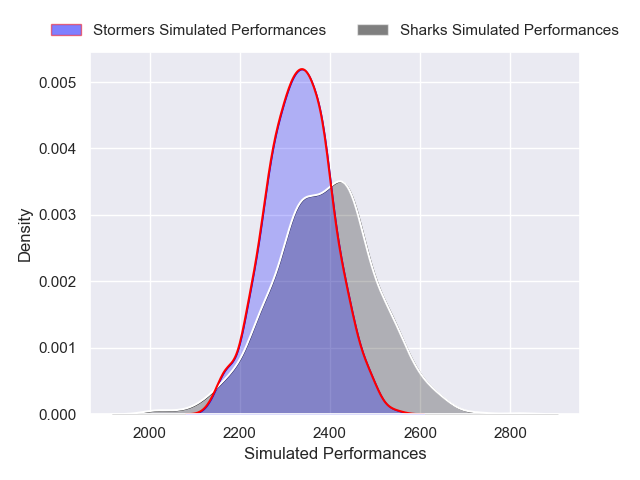 Stormers Simulated Performances
Sharks Simulated Performances
0.005
0.004
0.003
0.002
0.001
0.000
Density
2000 2200 2400 2600 2800
Simulated Performances